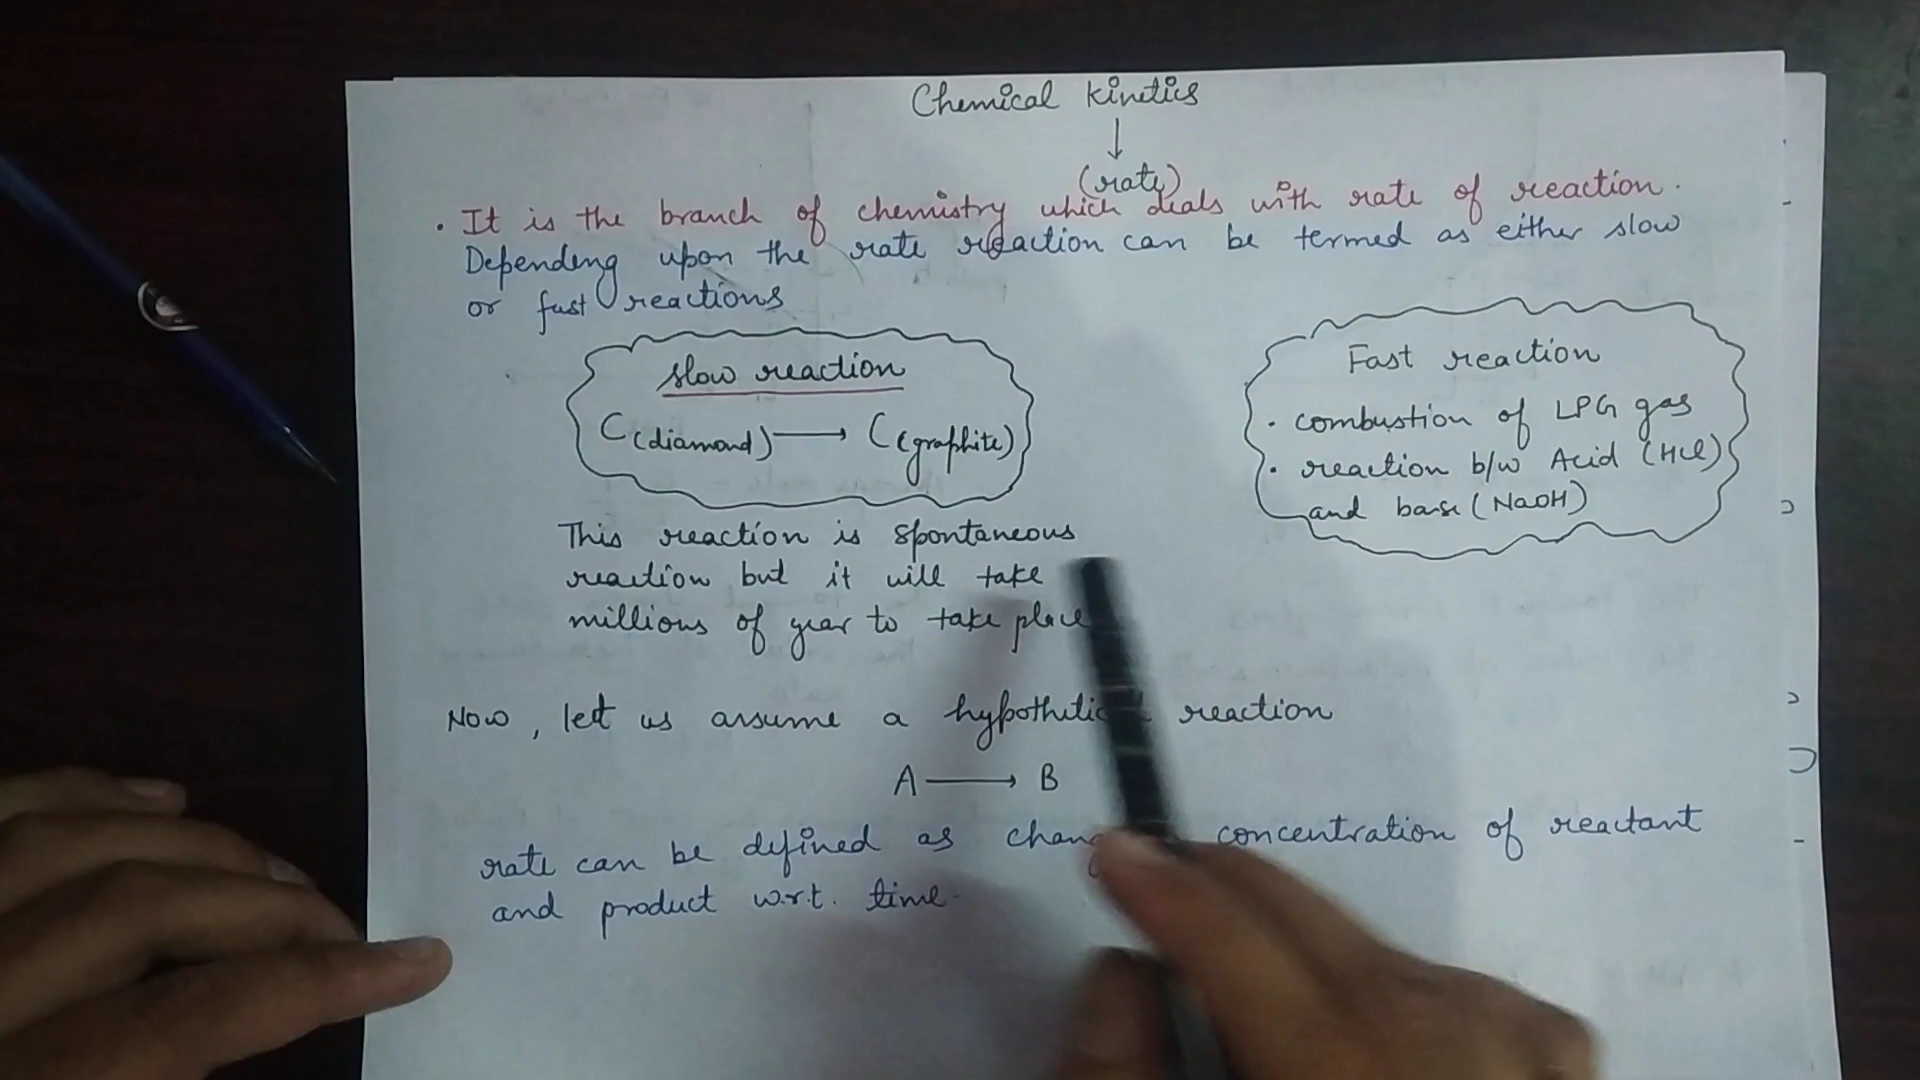 Chemical kinetics
↓
(rate)
• It is the branch of chemistry which deals with rate of reaction.
Depending upon the rate reaction can be termed as either slow
or fast reactions
slow reaction
C(diamond) ⟶ C(graphite)
This reaction is spontaneous
reaction but it will take
millions of year to take place
Fast reaction
• combustion of LPG gas
• reaction b/w Acid (HCl)
and base (NaOH)
Now, let us assume a hypothetical reaction
A ⟶ B
rate can be defined as concentration of reactant
and product w.r.t. time.